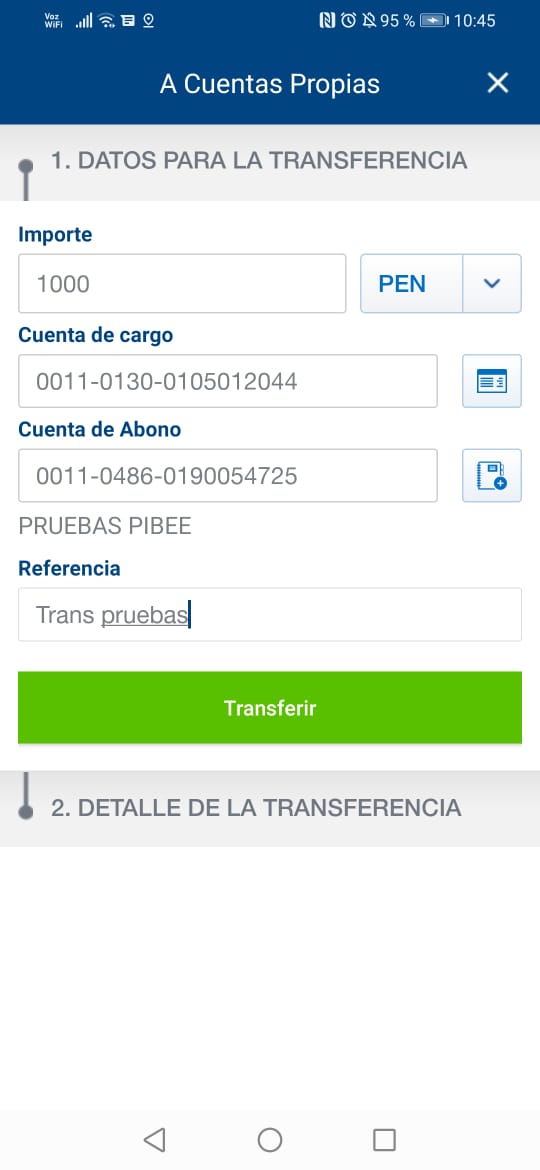 Voz
WiFi
95 %
10:45
A Cuentas Propias
1. DATOS PARA LA TRANSFERENCIA
Importe
1000
PEN
Cuenta de cargo
0011-0130-0105012044
Cuenta de Abono
0011-0486-0190054725
PRUEBAS PIBEE
Referencia
Trans pruebas
Transferir
2. DETALLE DE LA TRANSFERENCIA